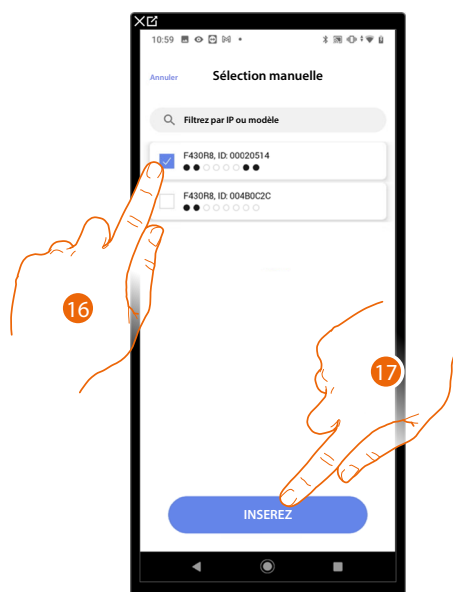 10:59
Annuler Sélection manuelle
Filtrez par IP ou modèle
F430R8, ID: 00020514
F430R8, ID: 004B0C2C
16
17
INSEREZ